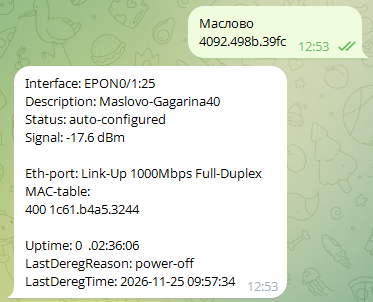 Маслово
4092.498b.39fc
12:53
Interface: EPON0/1:25
Description: Maslovo-Gagarina40
Status: auto-configured
Signal: -17.6 dBm
Eth-port: Link-Up 1000Mbps Full-Duplex
MAC-table:
400 1c61.b4a5.3244
Uptime: 0  .02:36:06
LastDeregReason: power-off
LastDeregTime: 2026-11-25 09:57:34
12:53